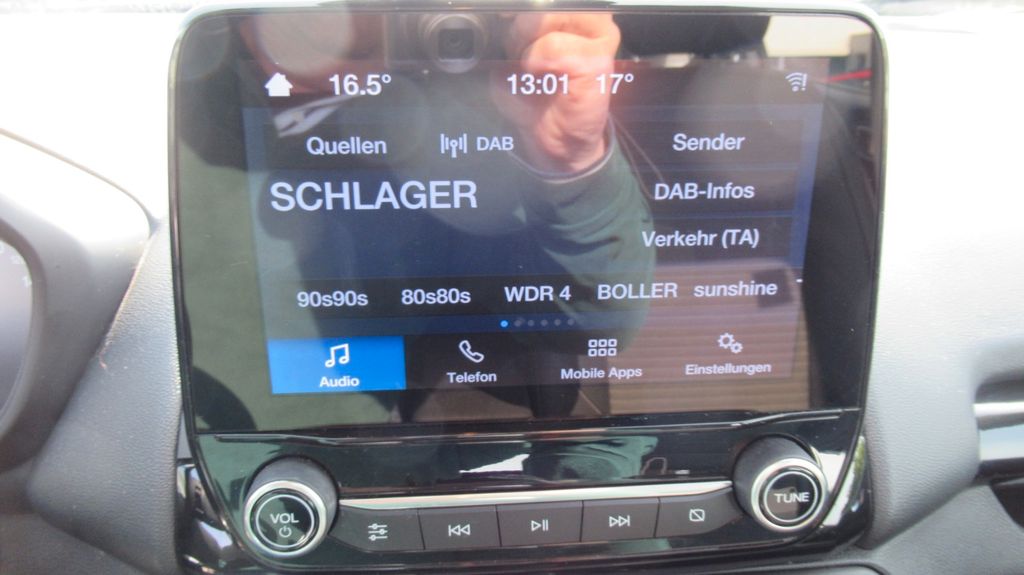 16.5° 13:01 17°
Quellen DAB Sender
SCHLAGER DAB-Infos
Verkehr (TA)
90s90s 80s80s WDR 4 BOLLER sunshine
Audio Telefon Mobile Apps Einstellungen
VOL TUNE